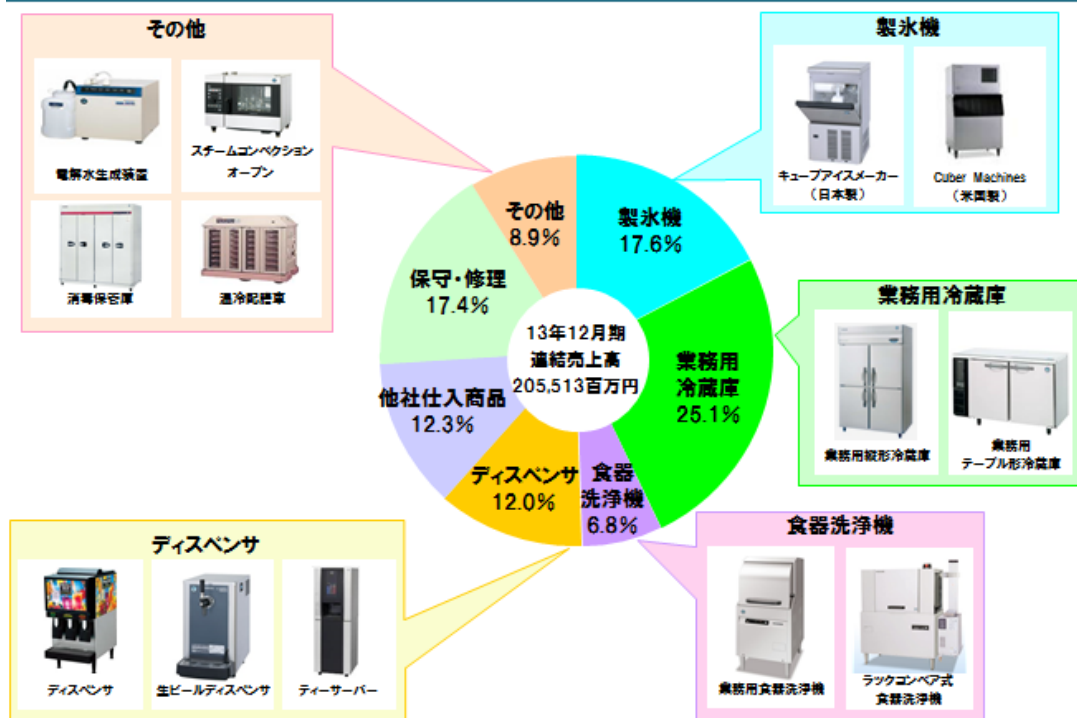 その他
電解水生成装置
スチームコンベクション
オーブン
消毒保管庫
温冷配膳車
製氷機
キューブアイスメーカー
（日本製）
Cuber Machines
（米国製）
その他
8.9%
製氷機
17.6%
保守・修理
17.4%
13年12月期
連結売上高
205,513百万円
業務用
冷蔵庫
25.1%
他社仕入商品
12.3%
ディスペンサ
12.0%
食器
洗浄機
6.8%
業務用冷蔵庫
業務用縦形冷蔵庫
業務用
テーブル形冷蔵庫
ディスペンサ
ディスペンサ
生ビールディスペンサ
ティーサーバー
食器洗浄機
業務用食器洗浄機
ラックコンベア式
食器洗浄機